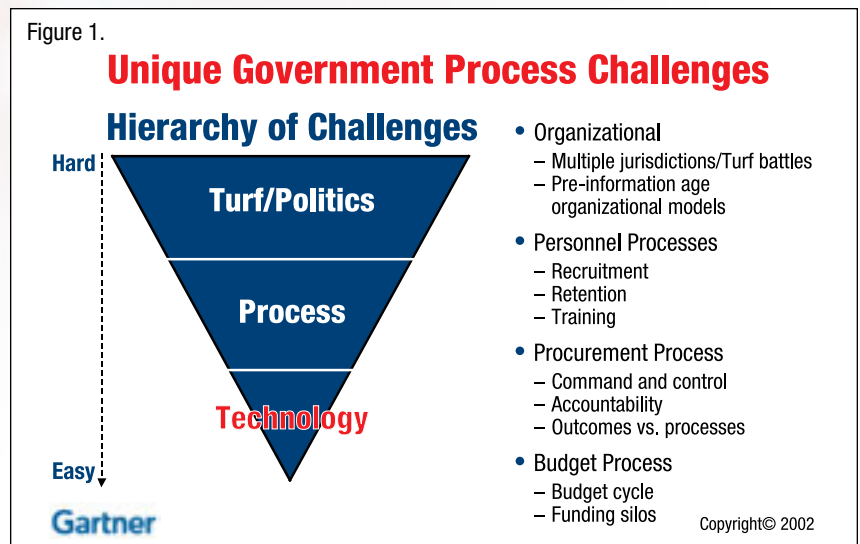 Figure 1.
Unique Government Process Challenges
Hierarchy of Challenges
Hard
Turf/Politics
Process
Technology
Easy
Gartner
• Organizational
– Multiple jurisdictions/Turf battles
– Pre-information age
organizational models
• Personnel Processes
– Recruitment
– Retention
– Training
• Procurement Process
– Command and control
– Accountability
– Outcomes vs. processes
• Budget Process
– Budget cycle
– Funding silos
Copyright© 2002